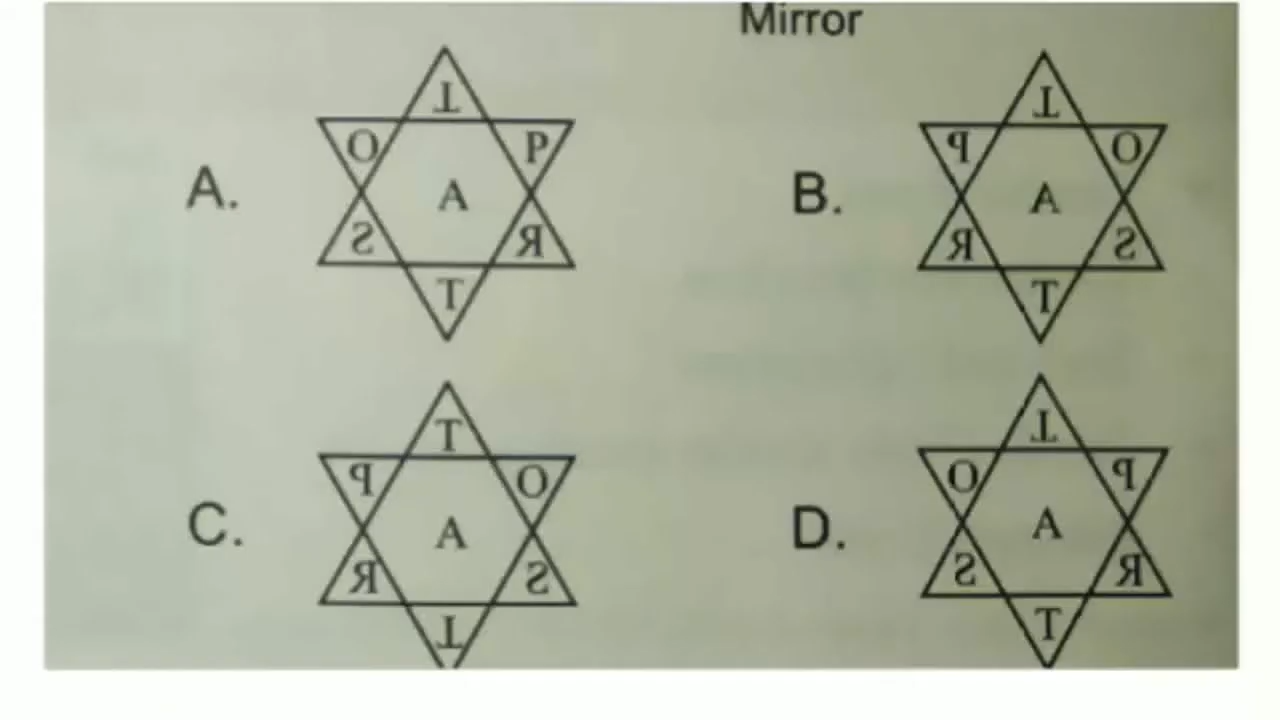 Mirror
A. ⊥ O P A S Я T
B. ⊥ ꟼ O A Я Ƨ T
C. T ꟼ O A Я Ƨ ⊥
D. ⊥ O ꟼ A Ƨ Я T